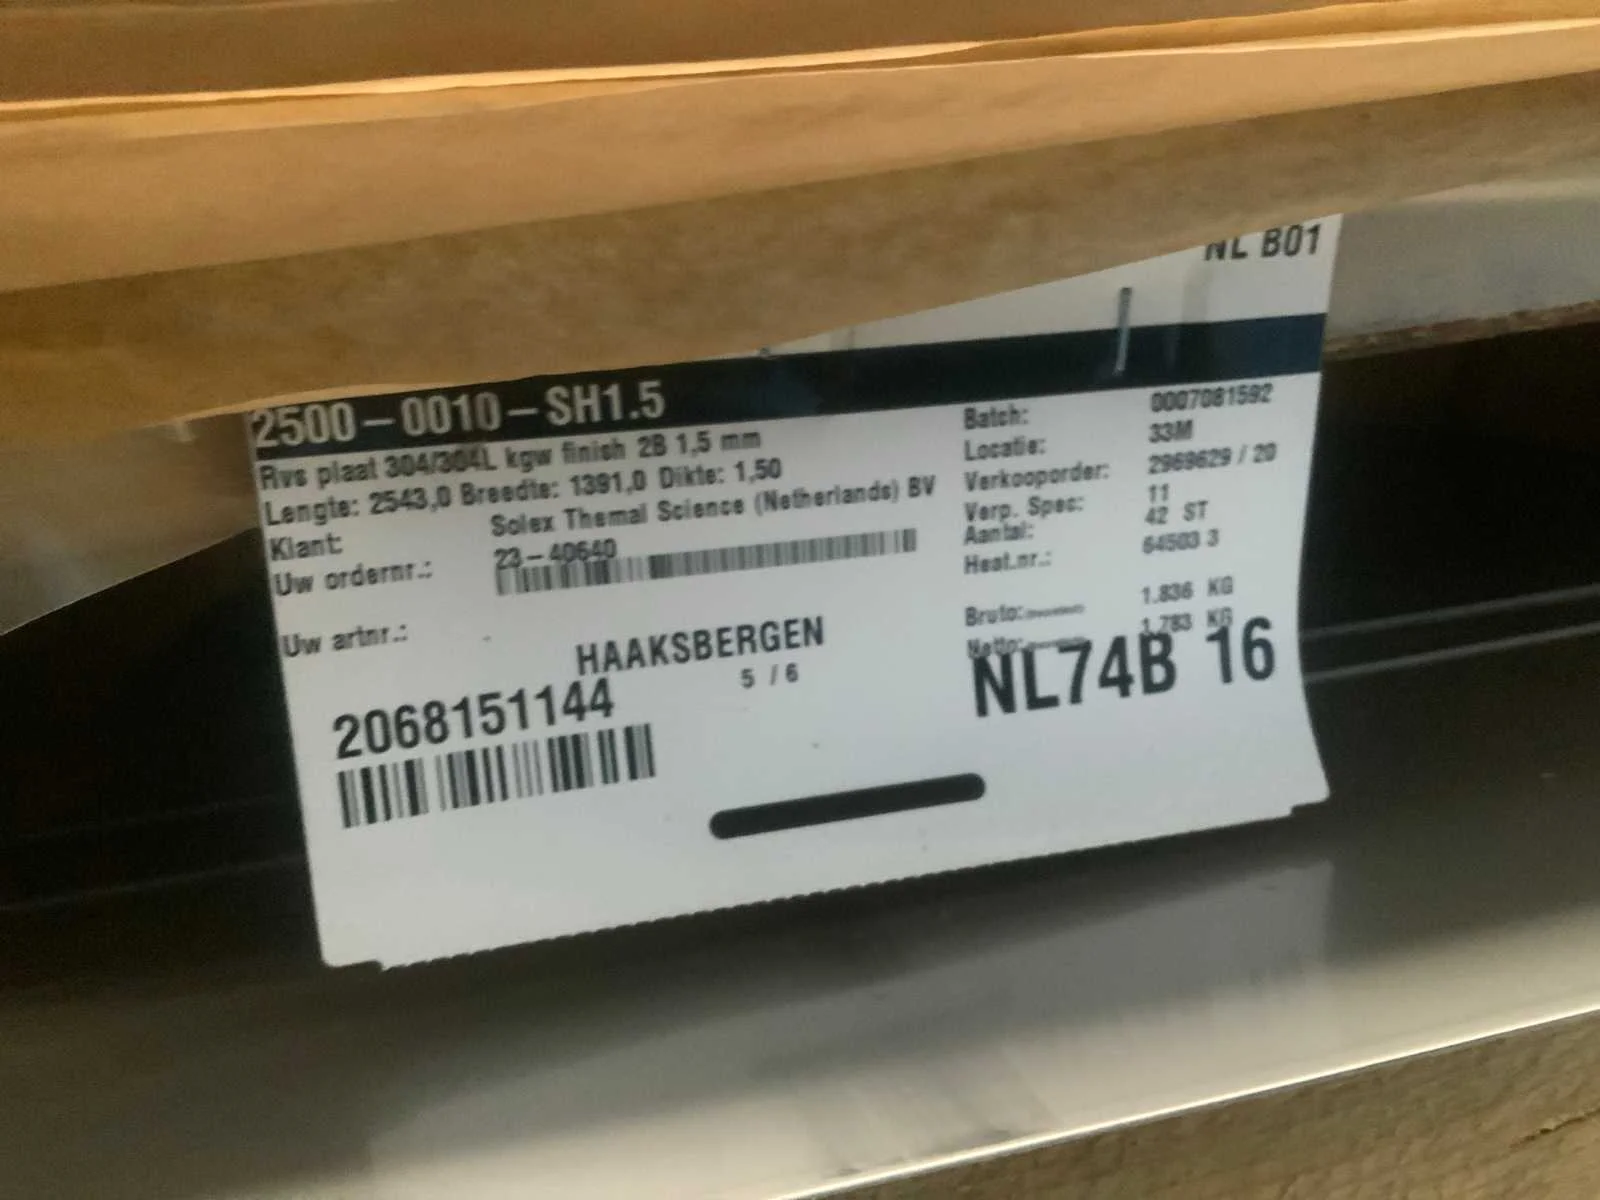 NL B01
2500-0010-SH1.5
Rvs plaat 304/304L kgw finish 2B 1,5 mm
Lengte: 2543,0 Breedte: 1391,0 Dikte: 1,50
Klant: Solex Themal Science (Netherlands) BV
Uw ordernr.: 23-40640
Uw artnr.: -
HAAKSBERGEN
5 / 6
2068151144
Batch: 0007081592
Locatie: 33M
Verkooporder: 2969629 / 20
Verp. Spec: 11
Aantal: 42 ST
Heat.nr.: 64503 3
Bruto: 1.836 KG
Netto: 1.783 KG
NL74B 16